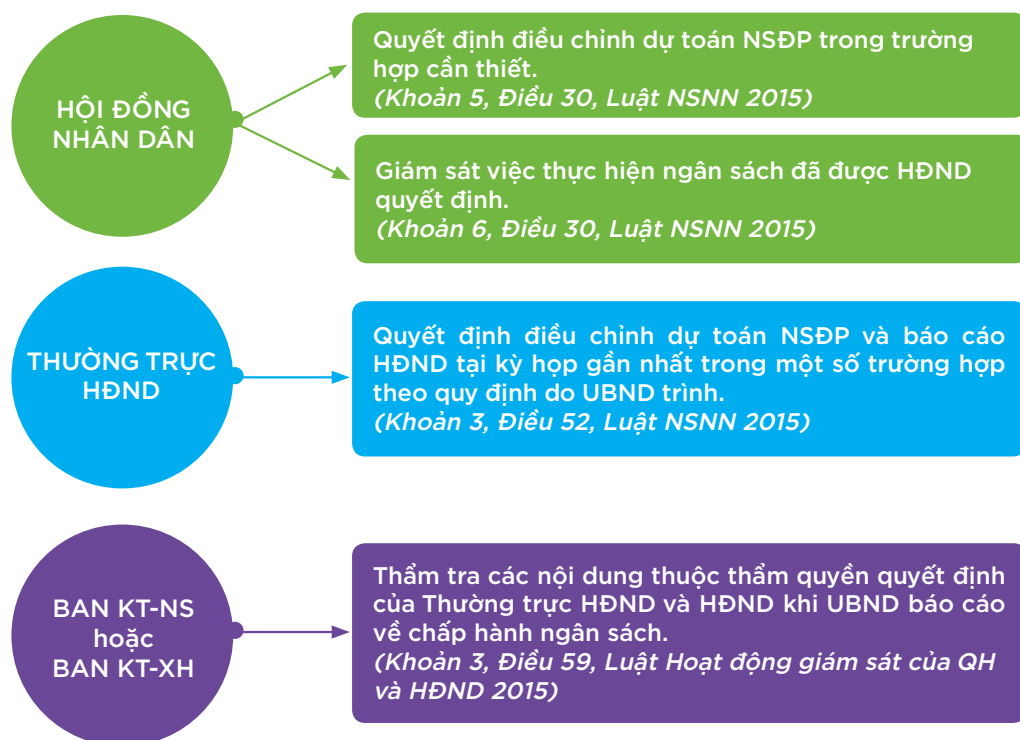 HỘI ĐỒNG
NHÂN DÂN
Quyết định điều chỉnh dự toán NSĐP trong trường
hợp cần thiết.
(Khoản 5, Điều 30, Luật NSNN 2015)
Giám sát việc thực hiện ngân sách đã được HĐND
quyết định.
(Khoản 6, Điều 30, Luật NSNN 2015)
THƯỜNG TRỰC
HĐND
Quyết định điều chỉnh dự toán NSĐP và báo cáo
HĐND tại kỳ họp gần nhất trong một số trường hợp
theo quy định do UBND trình.
(Khoản 3, Điều 52, Luật NSNN 2015)
BAN KT-NS
hoặc
BAN KT-XH
Thẩm tra các nội dung thuộc thẩm quyền quyết định
của Thường trực HĐND và HĐND khi UBND báo cáo
về chấp hành ngân sách.
(Khoản 3, Điều 59, Luật Hoạt động giám sát của QH
và HĐND 2015)